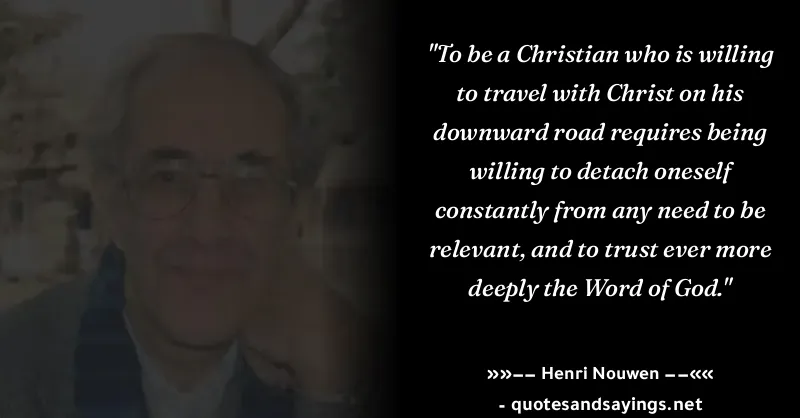 "To be a Christian who is willing
to travel with Christ on his
downward road requires being
willing to detach oneself
constantly from any need to be
relevant, and to trust ever more
deeply the Word of God."
»»–– Henri Nouwen ––««
- quotesandsayings.net